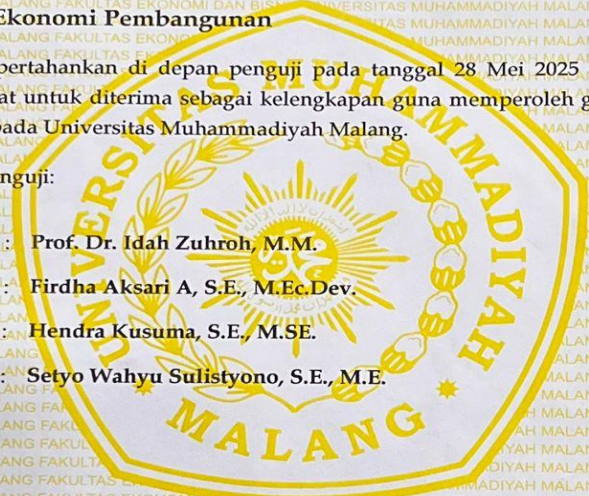 Ekonomi Pembangunan
pertahankan di depan penguji pada tanggal 28 Mei 2025
at untuk diterima sebagai kelengkapan guna memperoleh g
pada Universitas Muhammadiyah Malang.
nguji:
: Prof. Dr. Idah Zuhroh, M.M.
: Firdha Aksari A, S.E., M.Ec.Dev.
: Hendra Kusuma, S.E., M.SE.
: Setyo Wahyu Sulistyono, S.E., M.E.
UNIVERSITAS MUHAMMADIYAH
MALANG